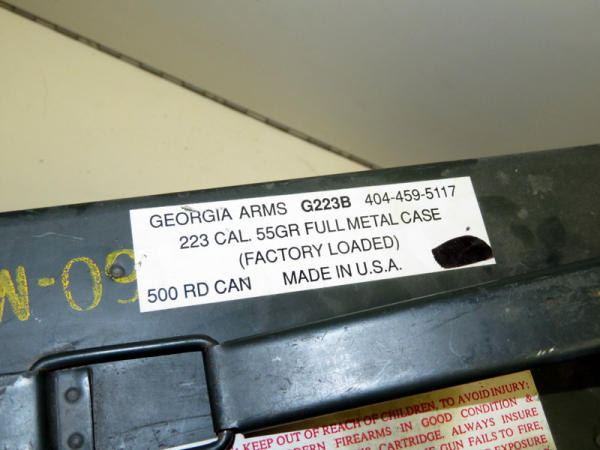 GEORGIA ARMS G223B 404-459-5117
223 CAL. 55GR FULL METAL CASE
(FACTORY LOADED)
500 RD CAN MADE IN U.S.A.
W-09
KEEP OUT OF REACH OF CHILDREN, TO AVOID INJURY:
FIREARMS IN GOOD CONDITION &
CARTRIDGE. ALWAYS INSURE
GUN FAILS TO FIRE,
EXPOSURE